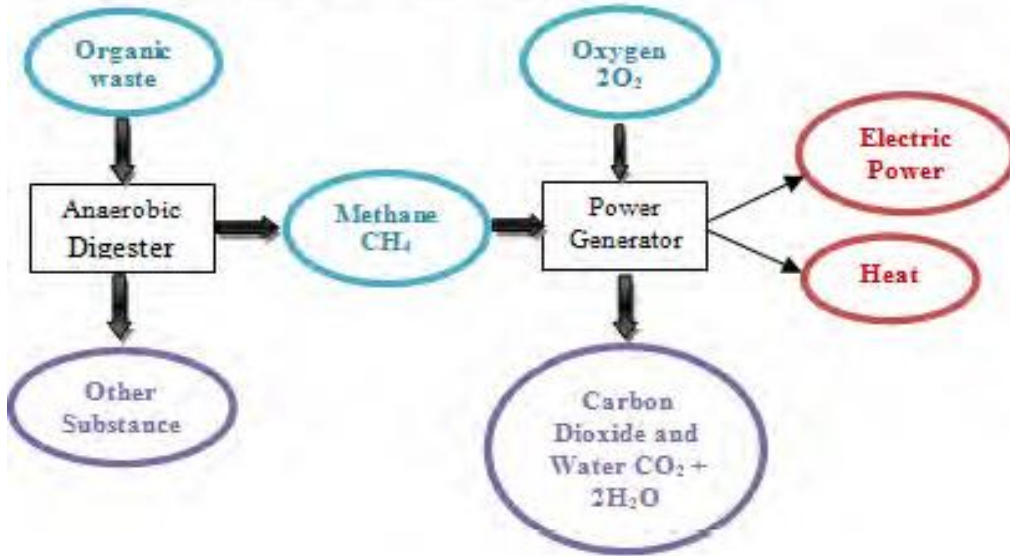 Organic
waste
Oxygen
2O₂
Electric
Power
Anaerobic
Digester
Methane
CH₄
Power
Generator
Heat
Other
Substance
Carbon
Dioxide and
Water CO₂ +
2H₂O